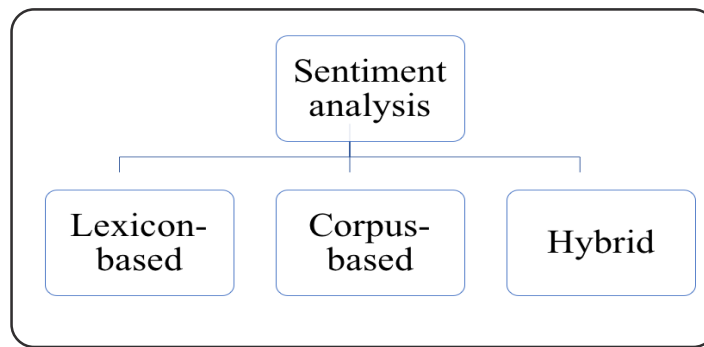 Sentiment
analysis
Lexicon-
based
Corpus-
based
Hybrid